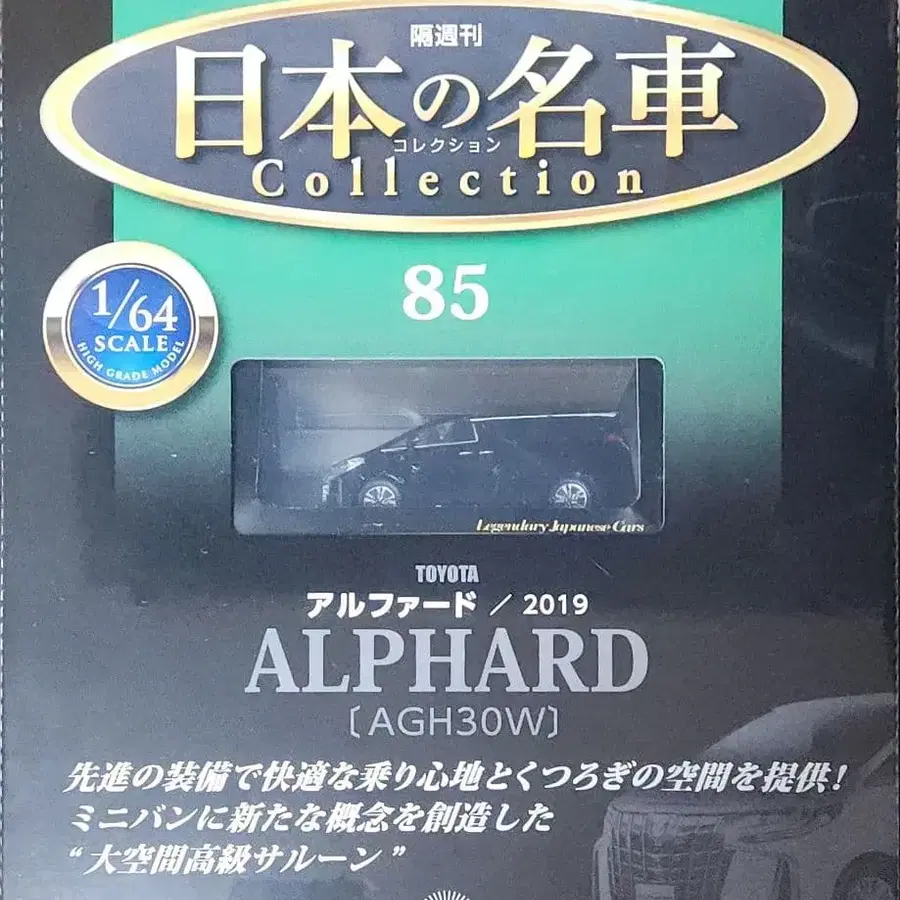 隔週刊
日本の名車
コレクション
Collection
85
1/64
SCALE
HIGH GRADE MODEL
Legendary Japanese Cars
TOYOTA
アルファード / 2019
ALPHARD
〔AGH30W〕
先進の装備で快適な乗り心地とくつろぎの空間を提供!
ミニバンに新たな概念を創造した
“大空間高級サルーン”